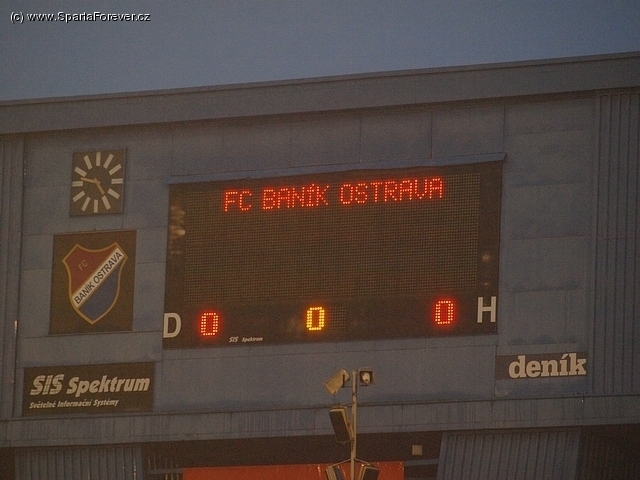 (c) www.SpartaForever.cz
FC BANÍK OSTRAVA
FC
BANÍK OSTRAVA
D 0 0 0 H
SIS Spektrum
SIS Spektrum
Světelné Informační Systémy
deník